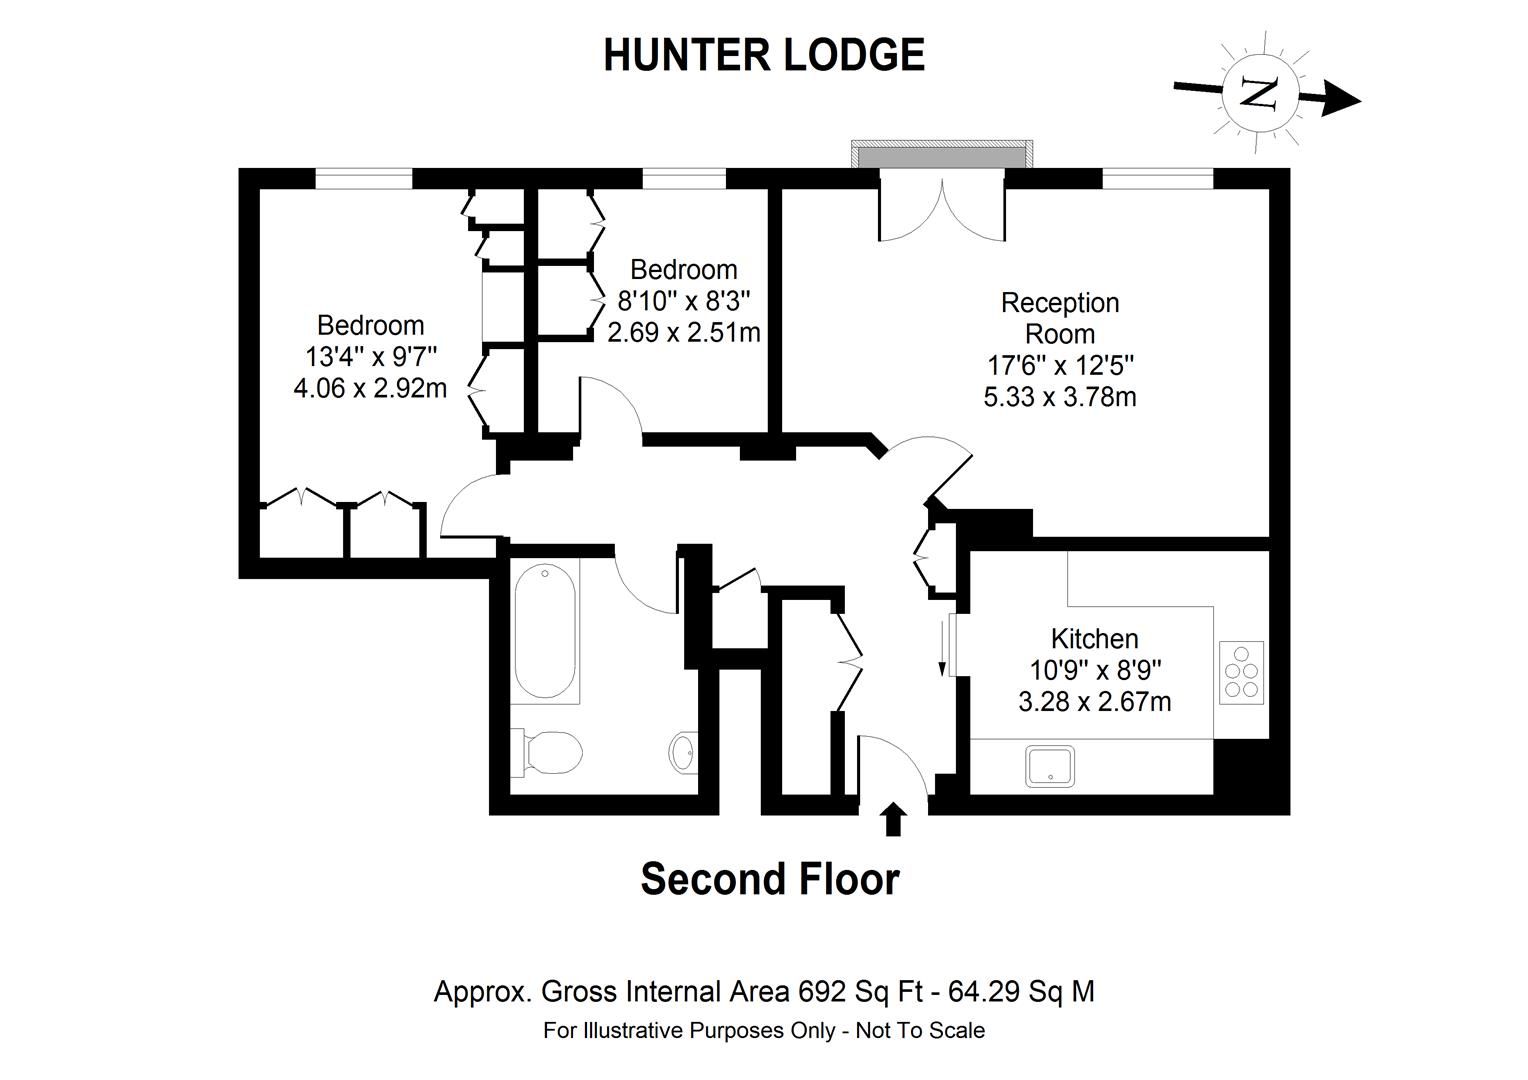 HUNTER LODGE
N
Bedroom
13'4" x 9'7"
4.06 x 2.92m
Bedroom
8'10" x 8'3"
2.69 x 2.51m
Reception
Room
17'6" x 12'5"
5.33 x 3.78m
Kitchen
10'9" x 8'9"
3.28 x 2.67m
Second Floor
Approx. Gross Internal Area 692 Sq Ft - 64.29 Sq M
For Illustrative Purposes Only - Not To Scale